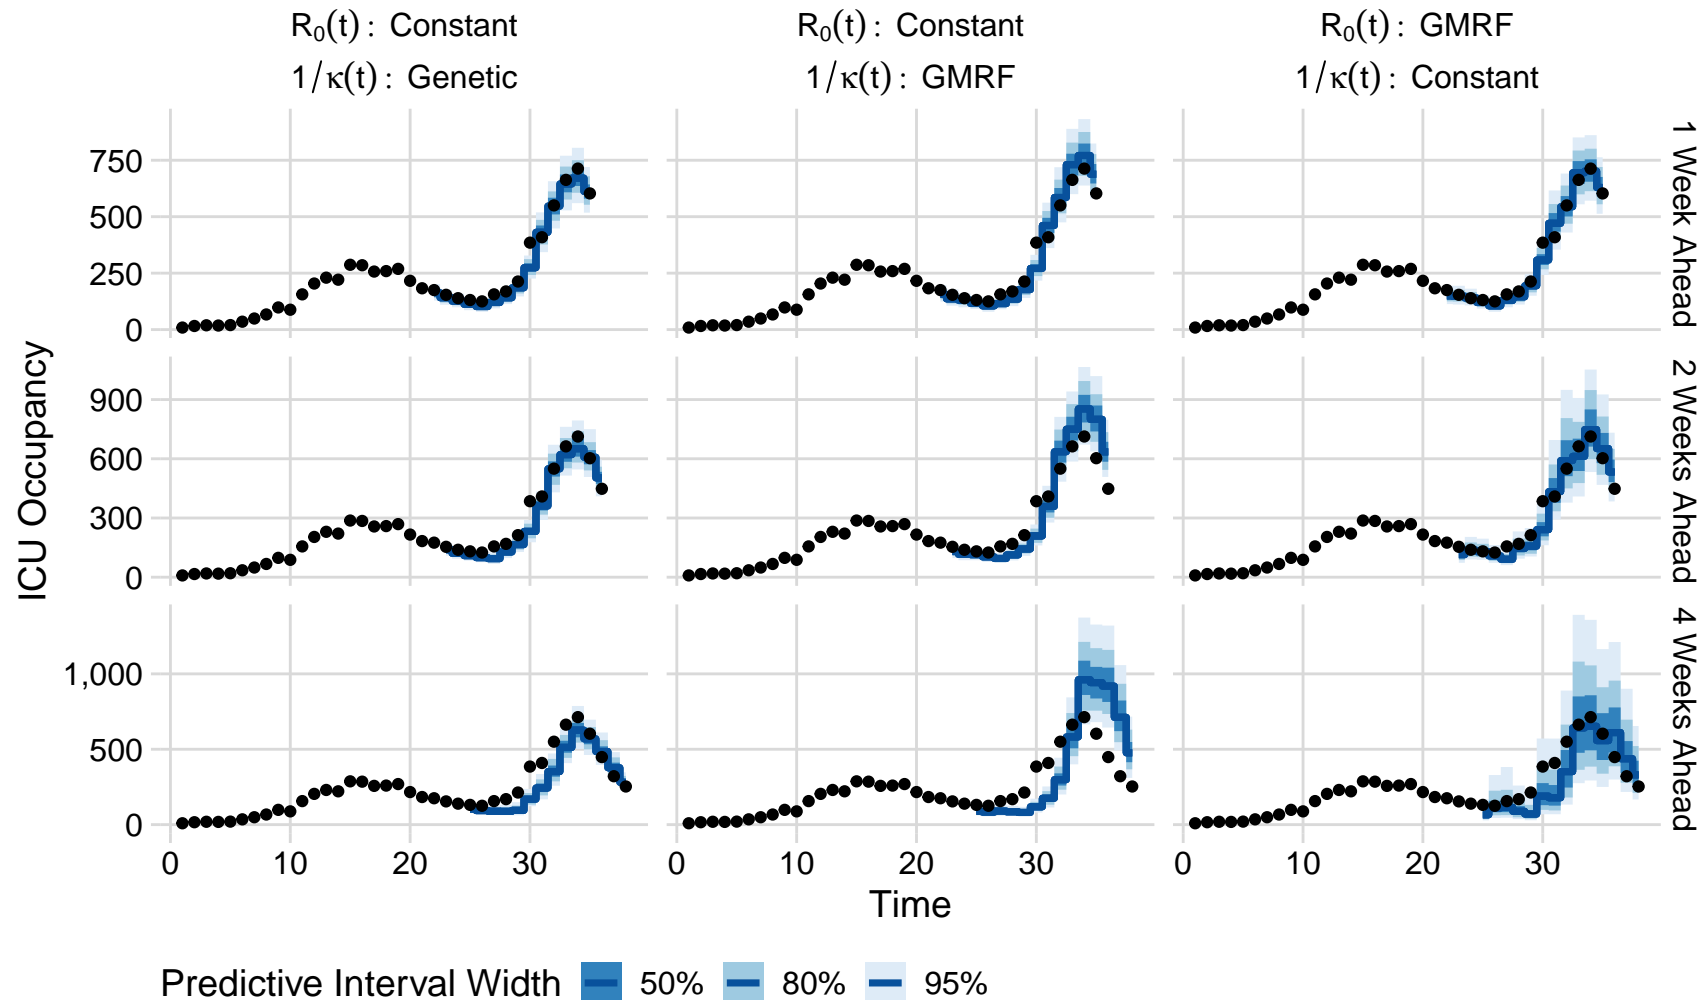 R₀(t) : Constant
1/κ(t) : Genetic
R₀(t) : Constant
1/κ(t) : GMRF
R₀(t) : GMRF
1/κ(t) : Constant
750
500
250
0
1 Week Ahead
900
600
300
0
2 Weeks Ahead
1,000
500
0
4 Weeks Ahead
ICU Occupancy
0 10 20 30
0 10 20 30
0 10 20 30
Time
Predictive Interval Width 50% 80% 95%